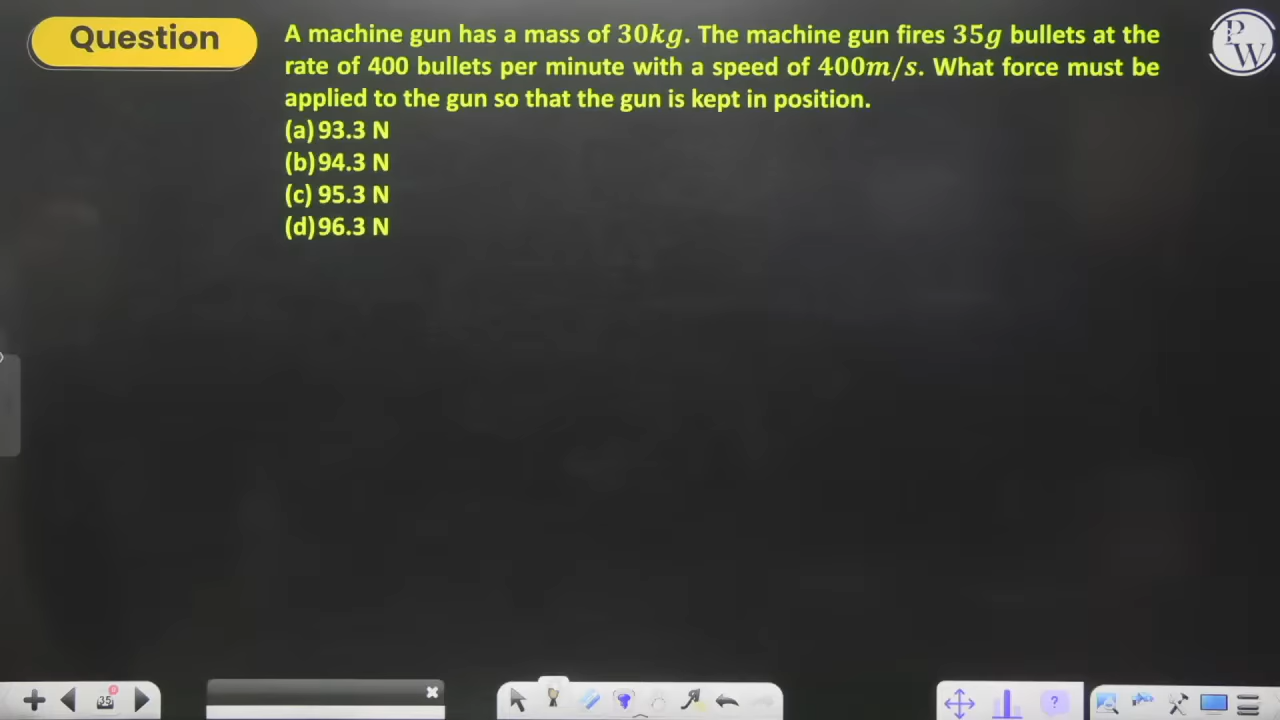 Question
A machine gun has a mass of 30kg. The machine gun fires 35g bullets at the
rate of 400 bullets per minute with a speed of 400m/s. What force must be
applied to the gun so that the gun is kept in position.
(a) 93.3 N
(b) 94.3 N
(c) 95.3 N
(d) 96.3 N
P
W
35
?